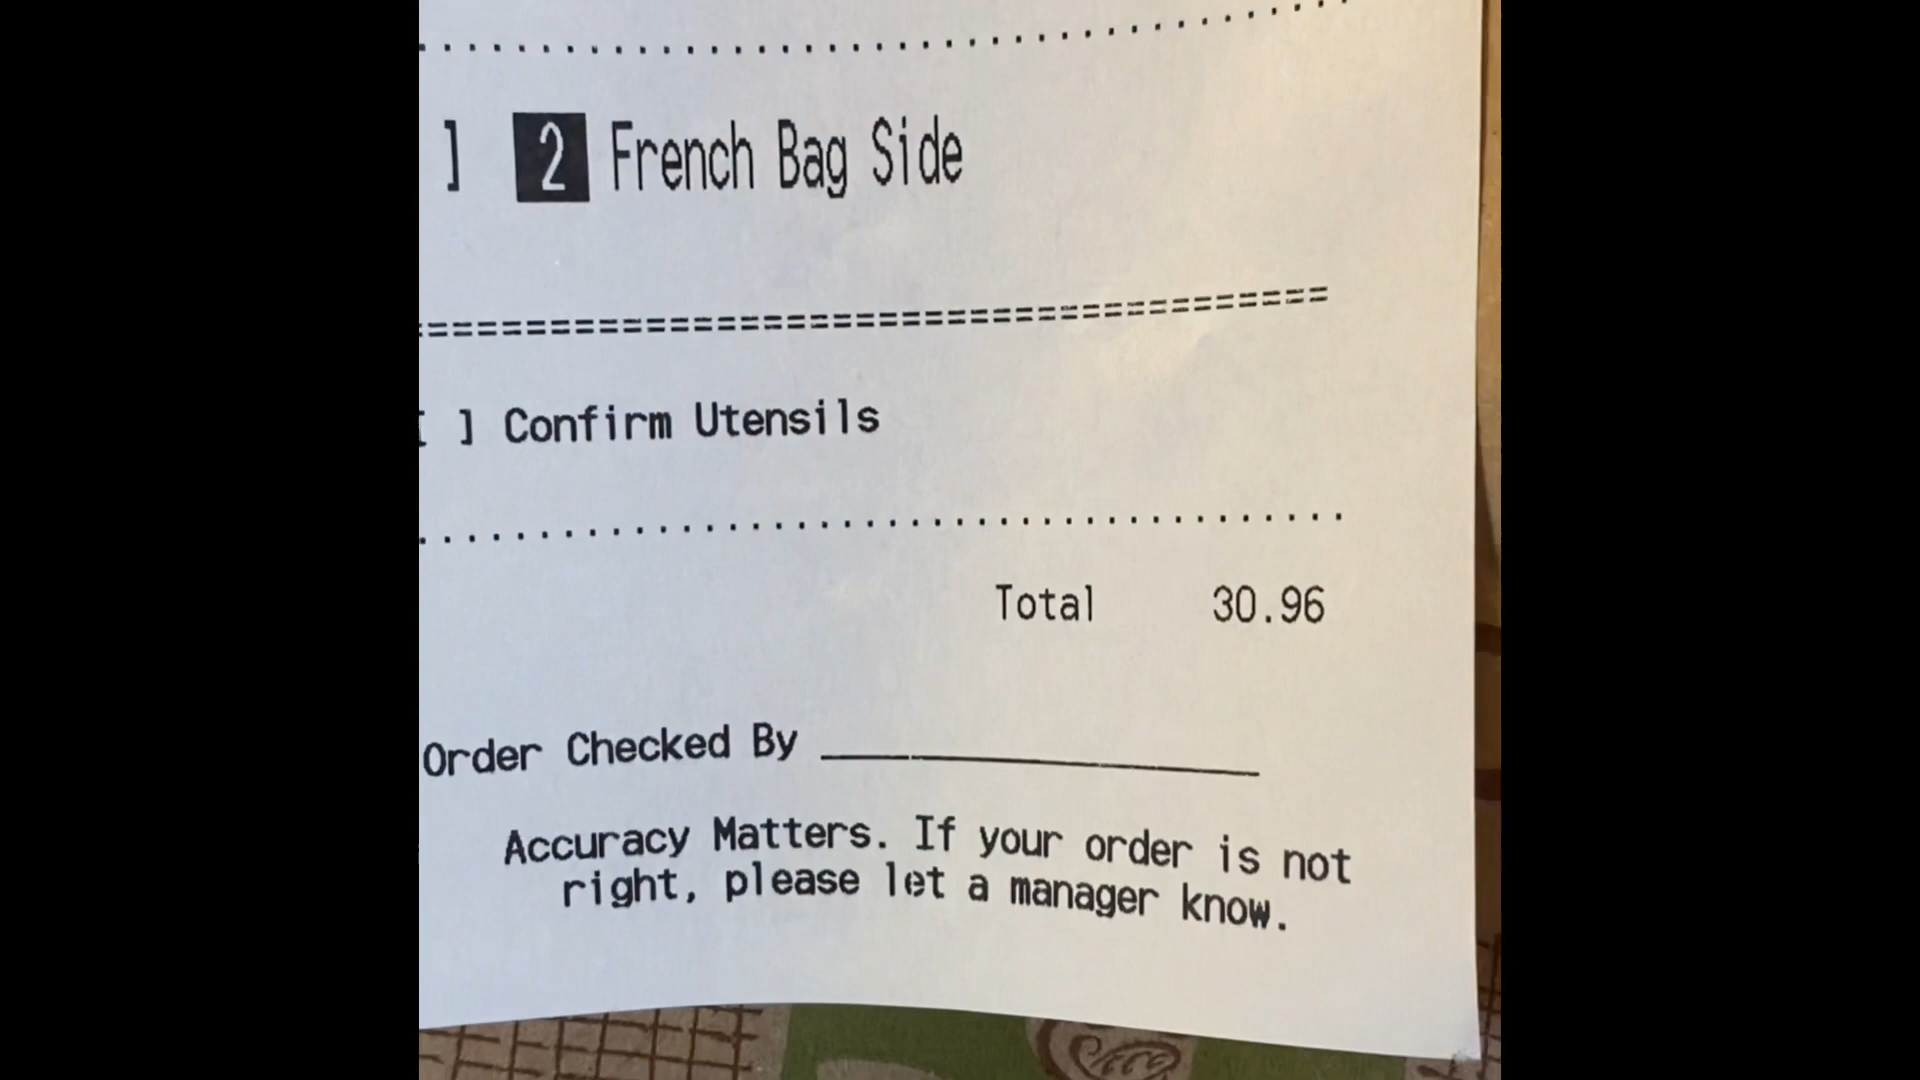 ] 2 French Bag Side
[ ] Confirm Utensils
Total 30.96
Order Checked By
Accuracy Matters. If your order is not
right, please let a manager know.